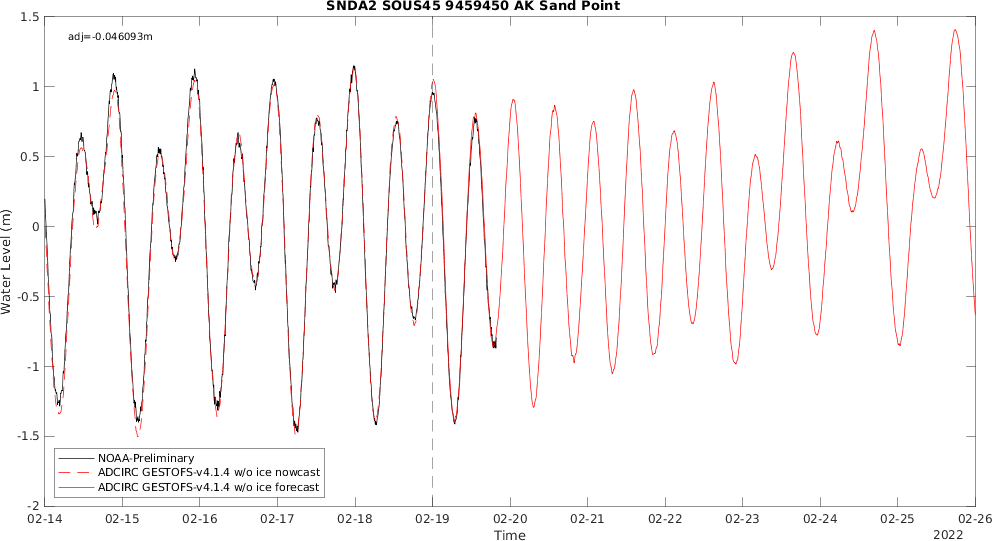 SNDA2 SOUS45 9459450 AK Sand Point
adj=-0.046093m
1.5
1
0.5
0
-0.5
-1
-1.5
-2
Water Level (m)
NOAA-Preliminary
ADCIRC GESTOFS-v4.1.4 w/o ice nowcast
ADCIRC GESTOFS-v4.1.4 w/o ice forecast
02-14 02-15 02-16 02-17 02-18 02-19 02-20 02-21 02-22 02-23 02-24 02-25 02-26
Time
2022